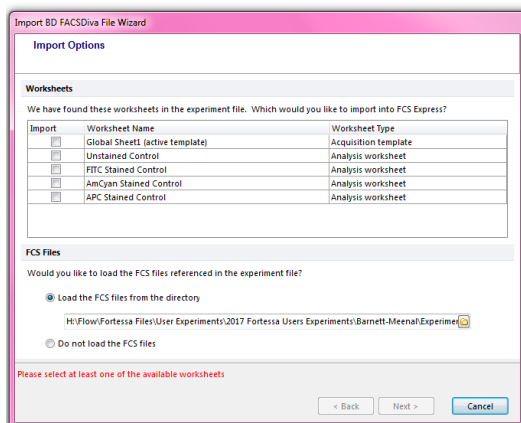 Import BD FACSDiva File Wizard
Import Options
Worksheets
We have found these worksheets in the experiment file. Which would you like to import into FCS Express?
Import Worksheet Name Worksheet Type
Global Sheet1 (active template) Acquisition template
Unstained Control Analysis worksheet
FITC Stained Control Analysis worksheet
AmCyan Stained Control Analysis worksheet
APC Stained Control Analysis worksheet
FCS Files
Would you like to load the FCS files referenced in the experiment file?
Load the FCS files from the directory
H:\Flow\Fortessa Files\User Experiments\2017 Fortessa Users Experiments\Barnett-Meenal\Experimen
Do not load the FCS files
Please select at least one of the available worksheets
< Back Next > Cancel